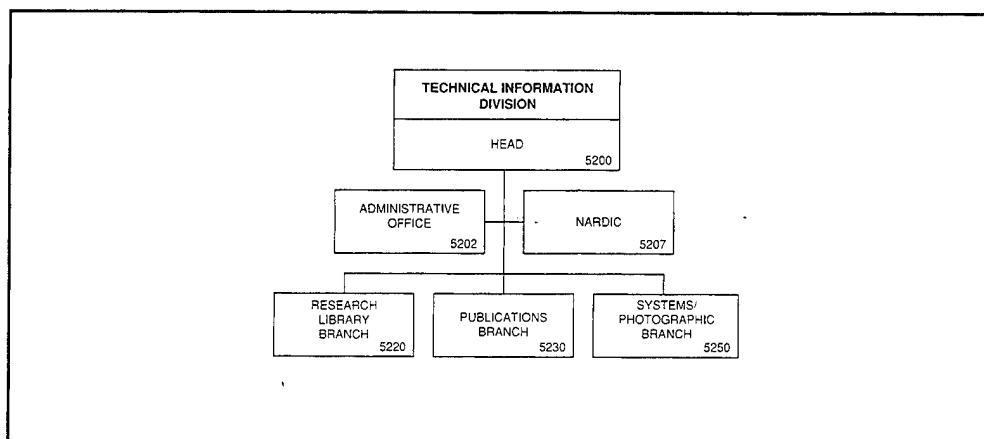 TECHNICAL INFORMATION
DIVISION
HEAD
5200
ADMINISTRATIVE
OFFICE
5202
NARDIC
5207
RESEARCH
LIBRARY
BRANCH
5220
PUBLICATIONS
BRANCH
5230
SYSTEMS/
PHOTOGRAPHIC
BRANCH
5250